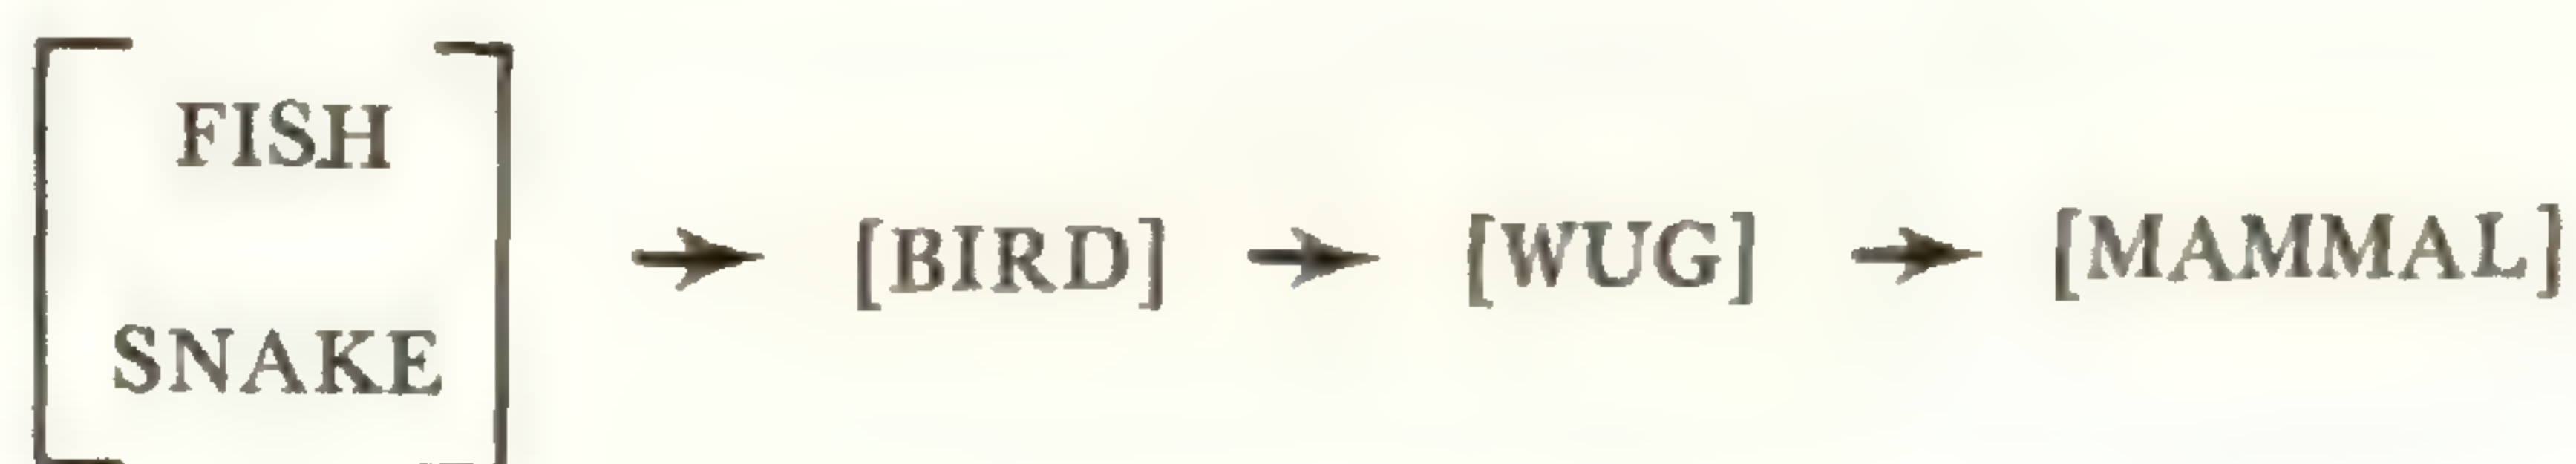 FISH
SNAKE
→ [BIRD] → [WUG] → [MAMMAL]